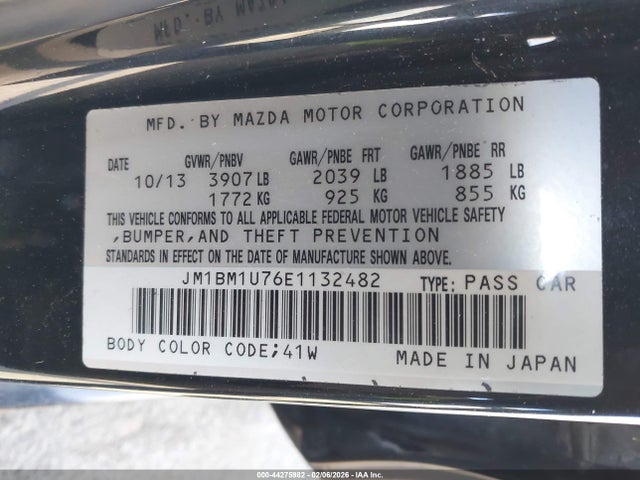 MFD. BY MAZDA MOTOR CORPORATION
DATE GVWR/PNBV GAWR/PNBE FRT GAWR/PNBE RR
10/13 3907 LB 2039 LB 1885 LB
1772 KG 925 KG 855 KG
THIS VEHICLE CONFORMS TO ALL APPLICABLE FEDERAL MOTOR VEHICLE SAFETY
,BUMPER,AND THEFT PREVENTION
STANDARDS IN EFFECT ON THE DATE OF MANUFACTURE SHOWN ABOVE.
JM1BM1U76E1132482 TYPE: PASS CAR
BODY COLOR CODE;41W MADE IN JAPAN
000-44275982 02/06/2026 IAA Inc.